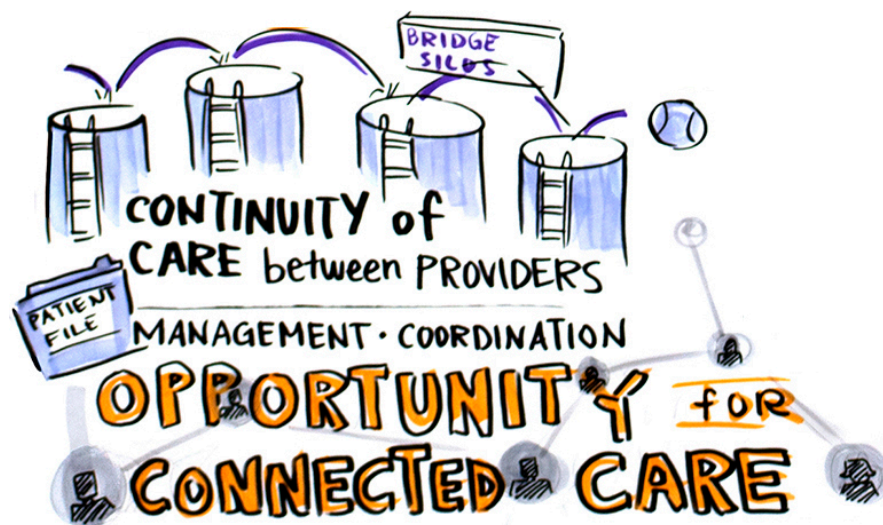 BRIDGE
SILOS
CONTINUITY of
CARE between PROVIDERS
PATIENT
FILE
MANAGEMENT · COORDINATION
OPPORTUNITY for
CONNECTED CARE